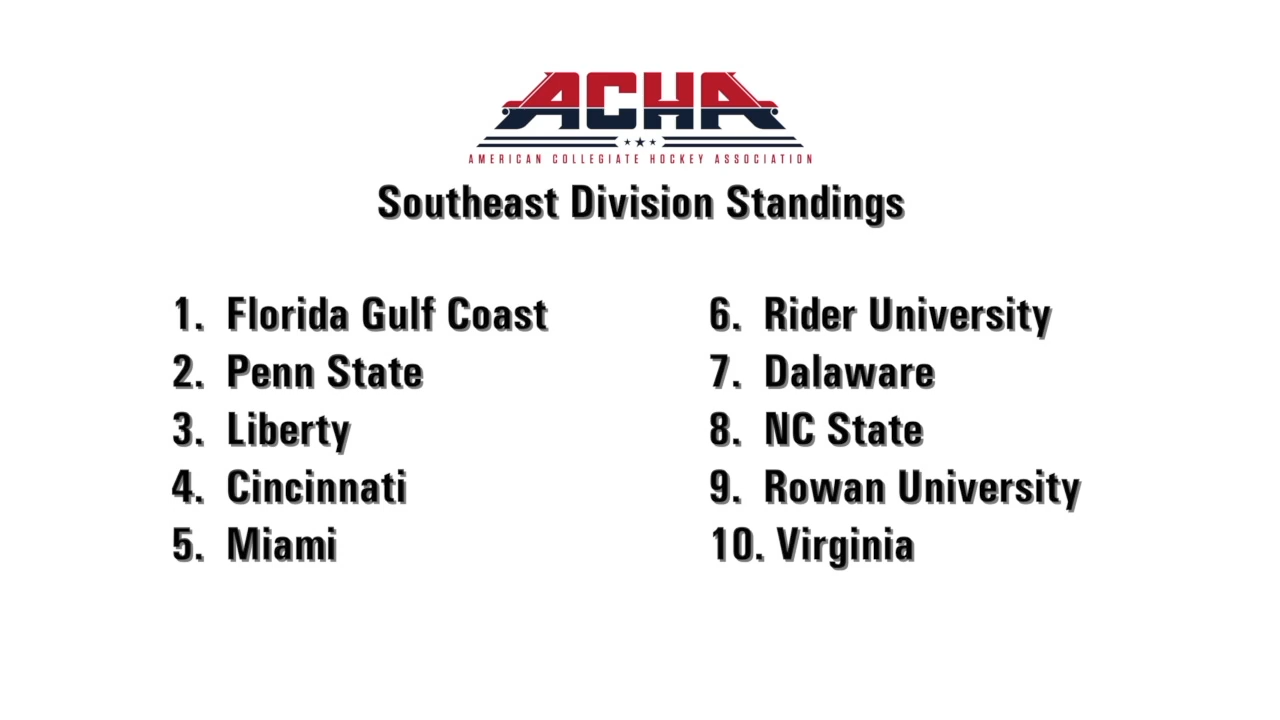 ACHA
AMERICAN COLLEGIATE HOCKEY ASSOCIATION
Southeast Division Standings
1. Florida Gulf Coast
2. Penn State
3. Liberty
4. Cincinnati
5. Miami
6. Rider University
7. Dalaware
8. NC State
9. Rowan University
10. Virginia